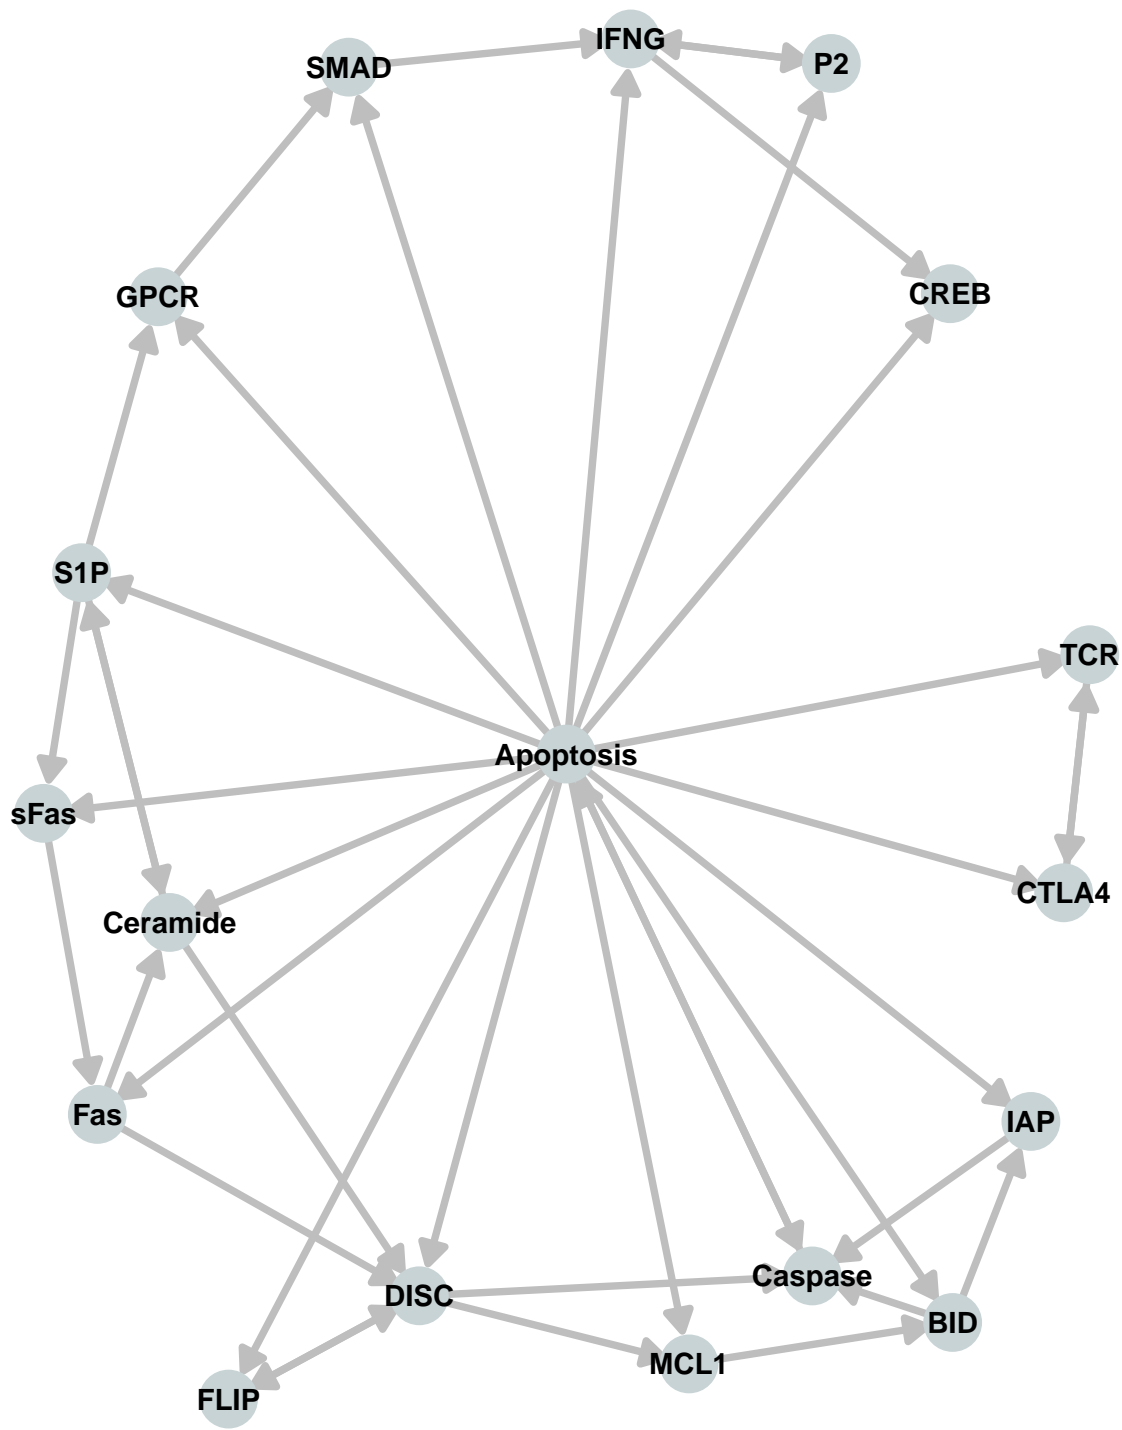 IFNG
P2
SMAD
GPCR
CREB
S1P
TCR
Apoptosis
sFas
CTLA4
Ceramide
Fas
IAP
Caspase
DISC
BID
MCL1
FLIP